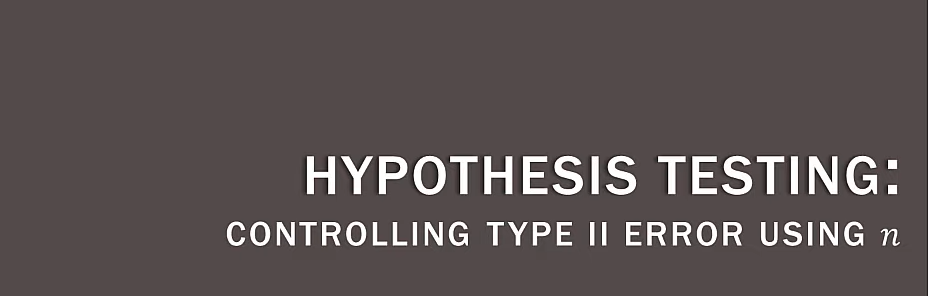 HYPOTHESIS TESTING:
CONTROLLING TYPE II ERROR USING n